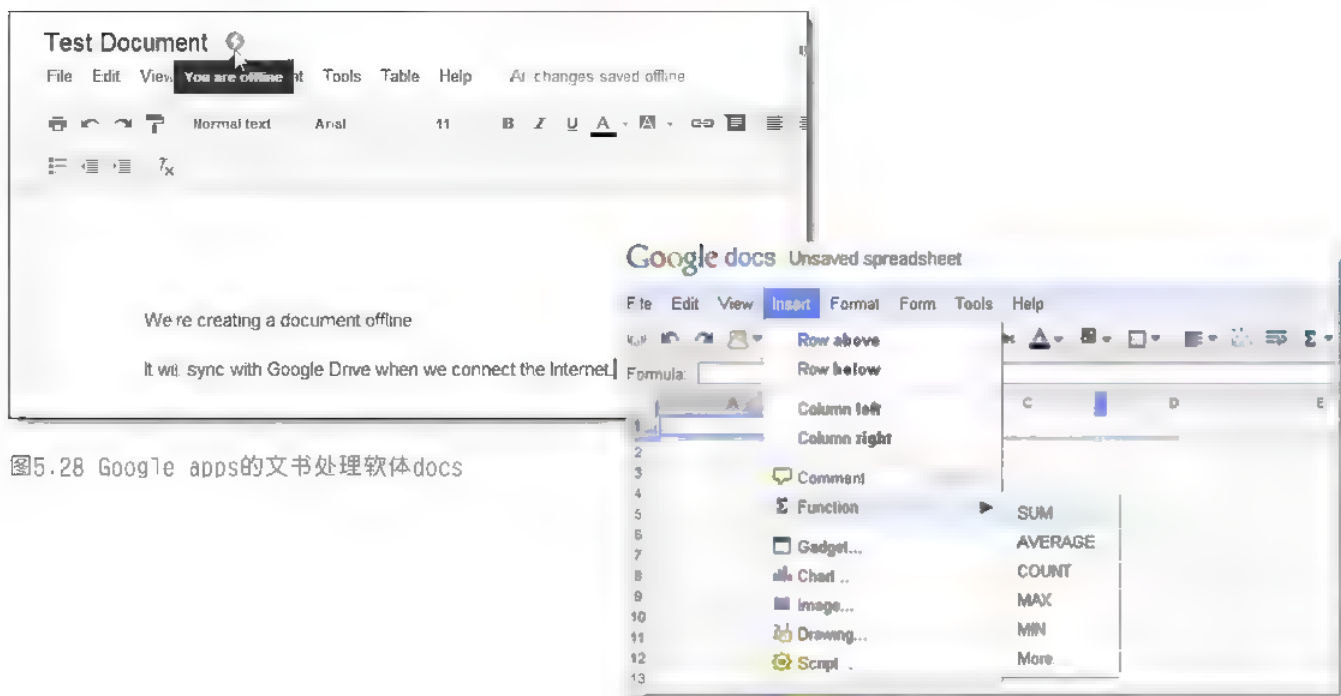 Test Document
File Edit View You are offline nt Tools Table Help All changes saved offline
Normal text Arial 11 B I U A A
We're creating a document offline
It will sync with Google Drive when we connect the Internet.
图5.28 Google apps的文书处理软体docs
Google docs Unsaved spreadsheet
File Edit View Insert Format Form Tools Help
Row above
Row below
Formula:
Column left
Column right
A C D E
Comment
Function
Gadget...
Chart...
Image...
Drawing...
Script...
SUM
AVERAGE
COUNT
MAX
MIN
More...
1
2
3
4
5
6
7
8
9
10
11
12
13